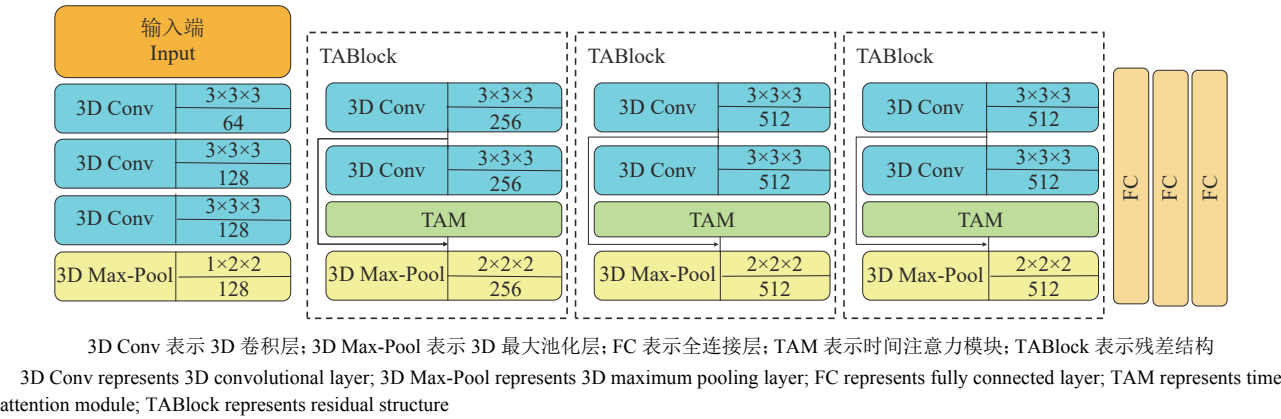 输入端
Input
3D Conv
3×3×3
64
3D Conv
3×3×3
128
3D Conv
3×3×3
128
3D Max-Pool
1×2×2
128
TABlock
3D Conv
3×3×3
256
3D Conv
3×3×3
256
TAM
3D Max-Pool
2×2×2
256
TABlock
3D Conv
3×3×3
512
3D Conv
3×3×3
512
TAM
3D Max-Pool
2×2×2
512
TABlock
3D Conv
3×3×3
512
3D Conv
3×3×3
512
TAM
3D Max-Pool
2×2×2
512
FC
FC
FC
3D Conv 表示 3D 卷积层; 3D Max-Pool 表示 3D 最大池化层; FC 表示全连接层; TAM 表示时间注意力模块; TABlock 表示残差结构
3D Conv represents 3D convolutional layer; 3D Max-Pool represents 3D maximum pooling layer; FC represents fully connected layer; TAM represents time
attention module; TABlock represents residual structure